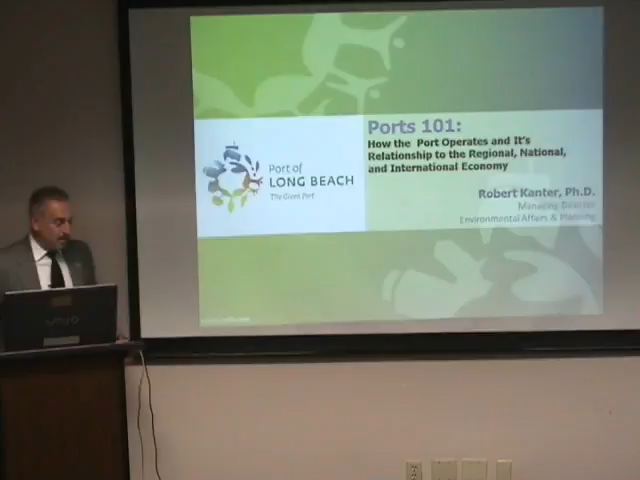 Ports 101:
How the Port Operates and It's
Relationship to the Regional, National,
and International Economy
Port of
LONG BEACH
The Green Port
Robert Kanter, Ph.D.
Managing Director
Environmental Affairs & Planning
VAIO